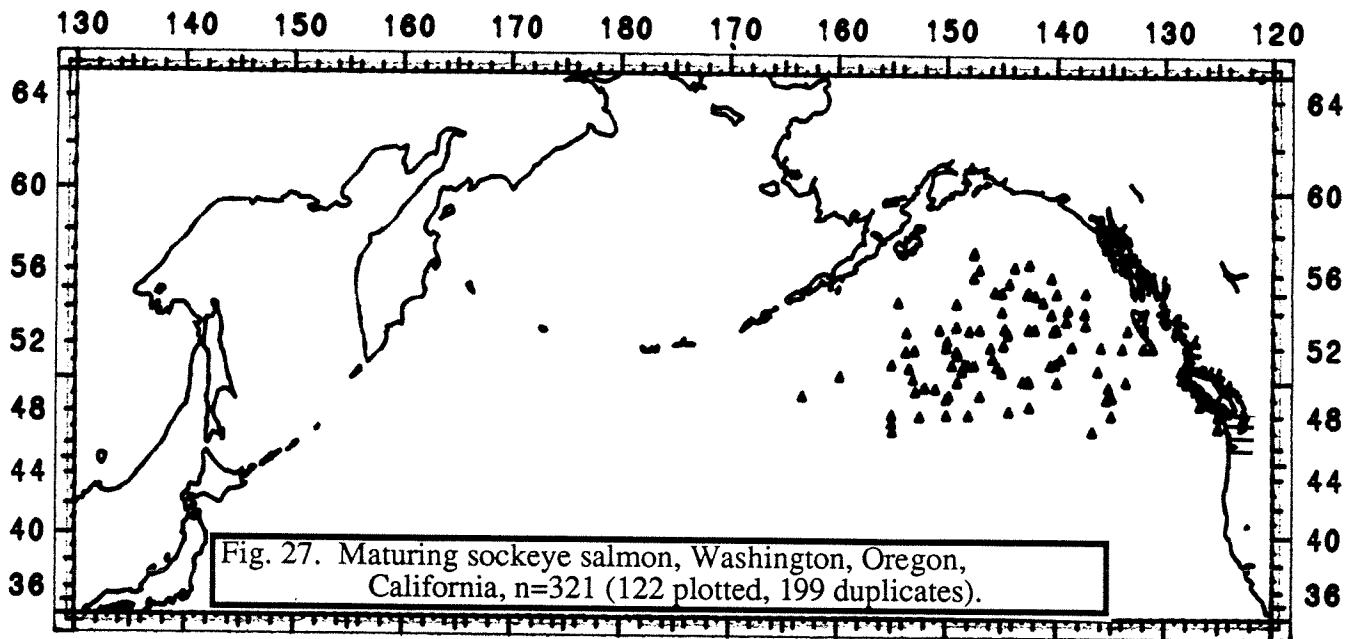 130 140 150 160 170 180 170 160 150 140 130 120
64 64
60 60
56 56
52 52
48 48
44 44
40 40
36 36
Fig. 27. Maturing sockeye salmon, Washington, Oregon,
California, n=321 (122 plotted, 199 duplicates).